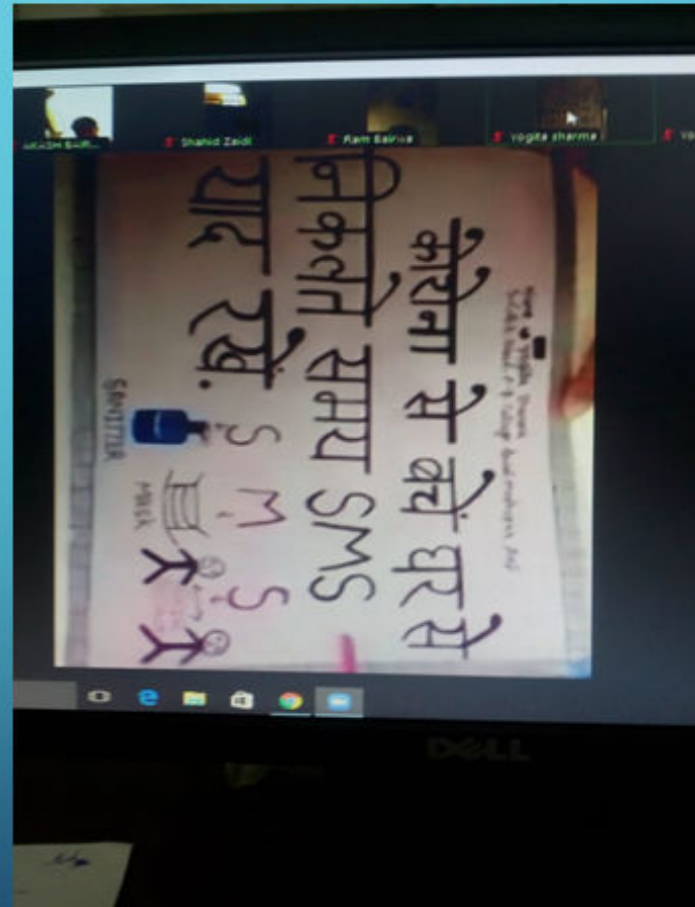 Shahid Zaidi
Ram Bairwa
yogita sharma
कोरोना से बचें घर से
निकलते समय SMS
याद रखें.
S M S
SANITIZER
MASK
DELL